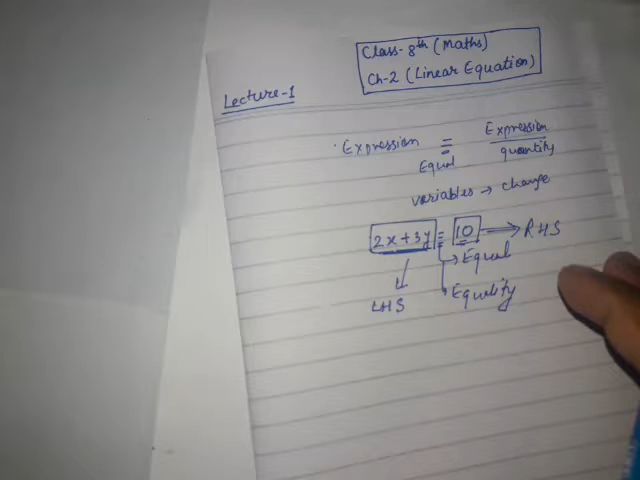 Class-8th (Maths)
Ch-2 (Linear Equation)
Lecture-1
Expression = Expression
Equal quantity
variables → change
2x+3y = 10 ⟹ RHS
→ Equal
LHS
→ Equality